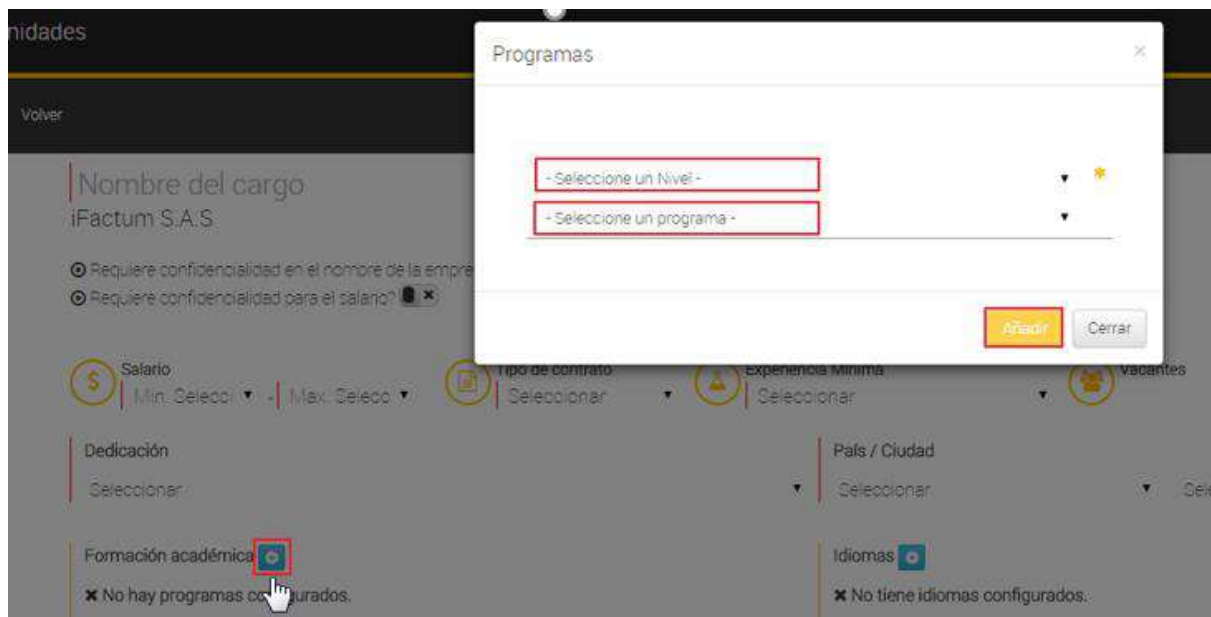 nidades
Programas
×
Volver
- Seleccione un Nivel -
*
- Seleccione un programa -
Nombre del cargo
iFactum S.A.S
Requiere confidencialidad en el nombre de la empre
Requiere confidencialidad para el salario?
Añadir
Cerrar
Salario
Min. Selecci
- Max. Selecc
Tipo de contrato
Seleccionar
Experiencia Mínima
Seleccionar
Vacantes
Dedicación
Seleccionar
País / Ciudad
Seleccionar
Sele
Formación académica
No hay programas configurados.
Idiomas
No tiene idiomas configurados.